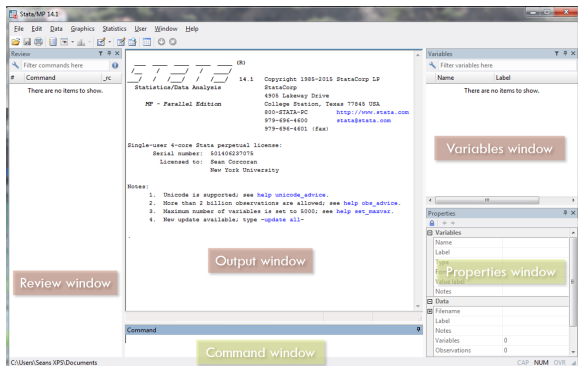 Stata/MP 14.1
File Edit Data Graphics Statistics User Window Help
Review
Filter commands here
# Command _rc
There are no items to show.
Review window
(R)
14.1 Copyright 1985-2015 StataCorp LP
Statistics/Data Analysis StataCorp
4905 Lakeway Drive
MP - Parallel Edition College Station, Texas 77845 USA
800-STATA-PC http://www.stata.com
979-696-4600 stata@stata.com
979-696-4601 (fax)
Single-user 4-core Stata perpetual license:
Serial number: 501406237075
Licensed to: Sean Corcoran
New York University
Notes:
1. Unicode is supported; see help unicode_advice.
2. More than 2 billion observations are allowed; see help obs_advice.
3. Maximum number of variables is set to 5000; see help set_maxvar.
4. New update available; type -update all-
.
Output window
Command
Command window
Variables
Filter variables here
Name Label
There are no items to show.
Variables window
Properties
Variables
Name
Label
Type
Format
Value label
Notes
Properties window
Data
Filename
Label
Notes
Variables 0
Observations 0
C:\Users\Seans XPS\Documents
CAP NUM OVR